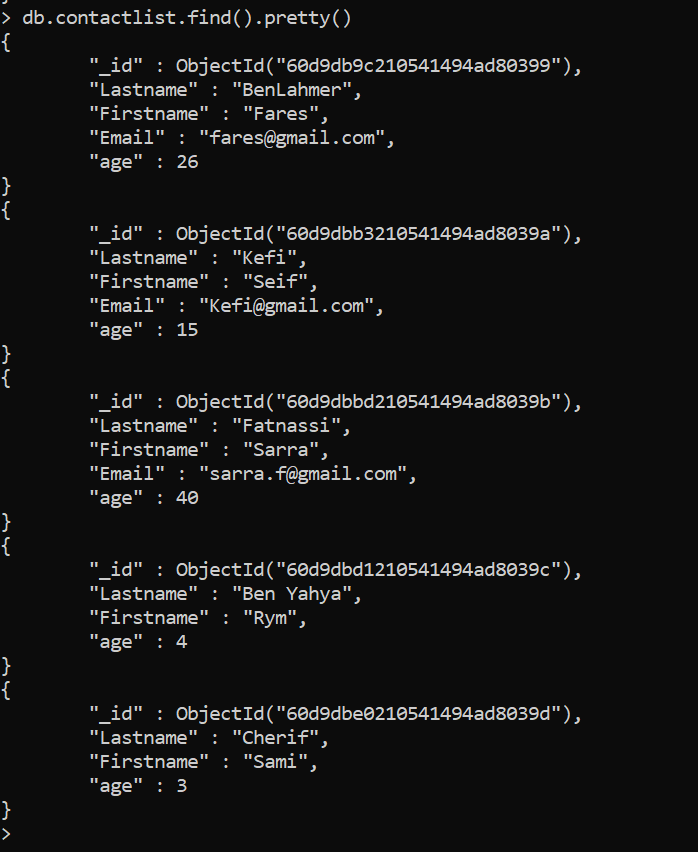 > db.contactlist.find().pretty()
{
        "_id" : ObjectId("60d9db9c210541494ad80399"),
        "Lastname" : "BenLahmer",
        "Firstname" : "Fares",
        "Email" : "fares@gmail.com",
        "age" : 26
}
{
        "_id" : ObjectId("60d9dbb3210541494ad8039a"),
        "Lastname" : "Kefi",
        "Firstname" : "Seif",
        "Email" : "Kefi@gmail.com",
        "age" : 15
}
{
        "_id" : ObjectId("60d9dbbd210541494ad8039b"),
        "Lastname" : "Fatnassi",
        "Firstname" : "Sarra",
        "Email" : "sarra.f@gmail.com",
        "age" : 40
}
{
        "_id" : ObjectId("60d9dbd1210541494ad8039c"),
        "Lastname" : "Ben Yahya",
        "Firstname" : "Rym",
        "age" : 4
}
{
        "_id" : ObjectId("60d9dbe0210541494ad8039d"),
        "Lastname" : "Cherif",
        "Firstname" : "Sami",
        "age" : 3
}
>